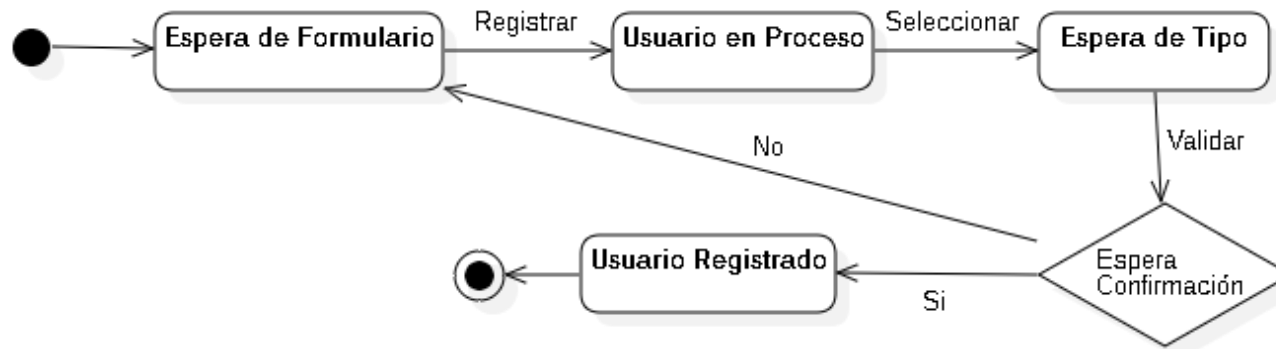 Espera de Formulario
Registrar
Usuario en Proceso
Seleccionar
Espera de Tipo
Validar
No
Espera
Confirmación
Si
Usuario Registrado